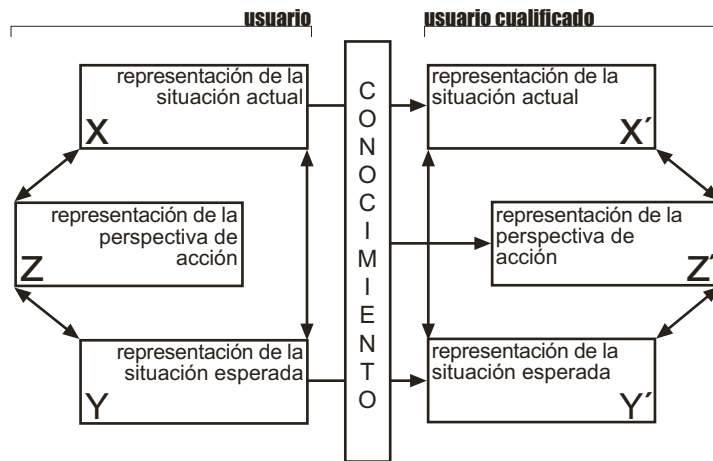 usuario
usuario cualificado
representación de la
situación actual
X
representación de la
perspectiva de
acción
Z
representación de la
situación esperada
Y
CONOCIMIENTO
representación de la
situación actual
X´
representación de la
perspectiva de
acción
Z´
representación de la
situación esperada
Y´